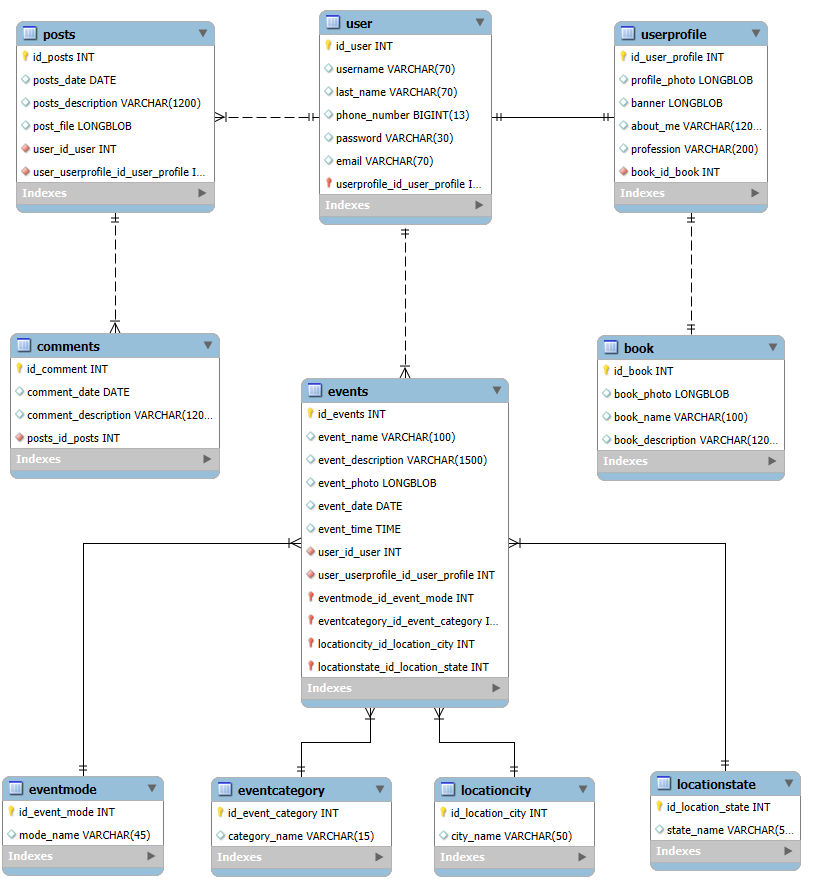 posts
id_posts INT
posts_date DATE
posts_description VARCHAR(1200)
post_file LONGBLOB
user_id_user INT
user_userprofile_id_user_profile I...
Indexes
user
id_user INT
username VARCHAR(70)
last_name VARCHAR(70)
phone_number BIGINT(13)
password VARCHAR(30)
email VARCHAR(70)
userprofile_id_user_profile I...
Indexes
userprofile
id_user_profile INT
profile_photo LONGBLOB
banner LONGBLOB
about_me VARCHAR(120...
profession VARCHAR(200)
book_id_book INT
Indexes
comments
id_comment INT
comment_date DATE
comment_description VARCHAR(120...
posts_id_posts INT
Indexes
events
id_events INT
event_name VARCHAR(100)
event_description VARCHAR(1500)
event_photo LONGBLOB
event_date DATE
event_time TIME
user_id_user INT
user_userprofile_id_user_profile INT
eventmode_id_event_mode INT
eventcategory_id_event_category I...
locationcity_id_location_city INT
locationstate_id_location_state INT
Indexes
book
id_book INT
book_photo LONGBLOB
book_name VARCHAR(100)
book_description VARCHAR(120...
Indexes
eventmode
id_event_mode INT
mode_name VARCHAR(45)
Indexes
eventcategory
id_event_category INT
category_name VARCHAR(15)
Indexes
locationcity
id_location_city INT
city_name VARCHAR(50)
Indexes
locationstate
id_location_state INT
state_name VARCHAR(5...
Indexes